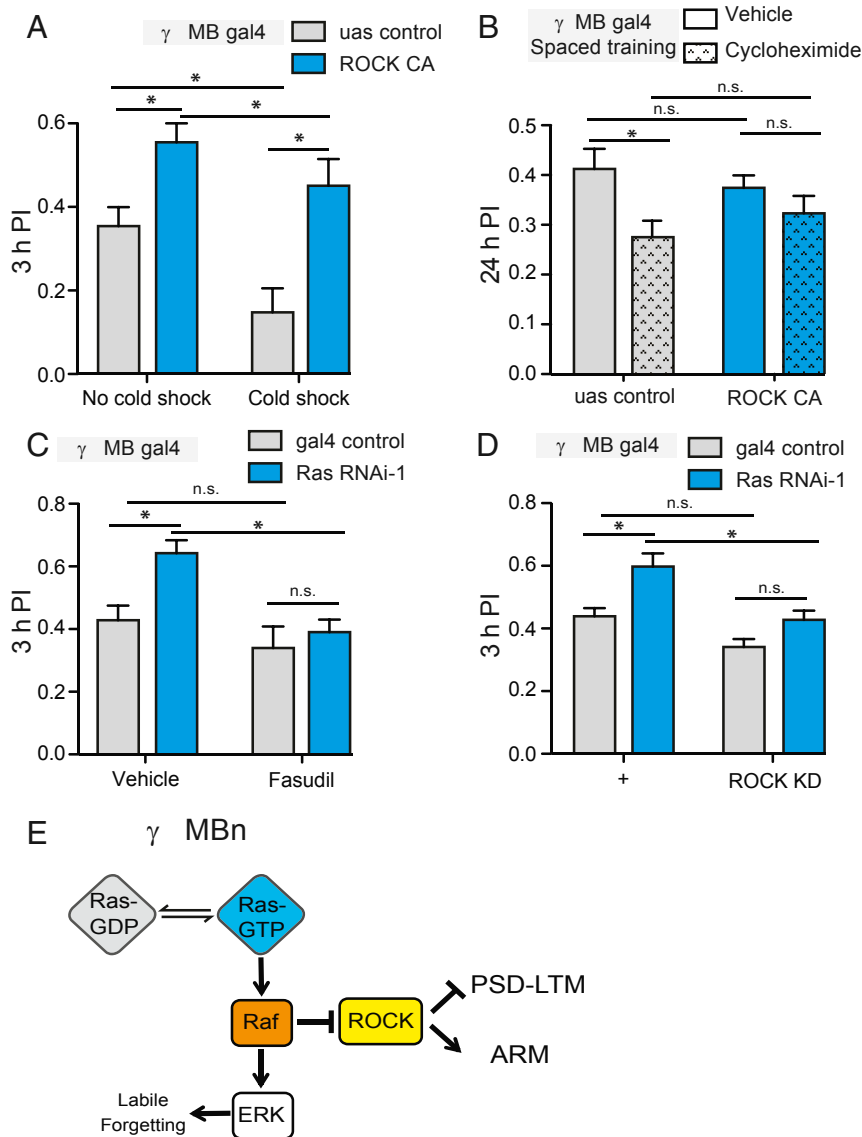 A
γ MB gal4
uas control
ROCK CA
*
*
*
*
0.6
0.4
0.2
0.0
3 h PI
No cold shock
Cold shock
B
γ MB gal4
Spaced training
Vehicle
Cycloheximide
n.s.
n.s.
*
n.s.
0.5
0.4
0.3
0.2
0.1
0.0
24 h PI
uas control
ROCK CA
C
γ MB gal4
gal4 control
Ras RNAi-1
n.s.
*
*
n.s.
0.8
0.6
0.4
0.2
0.0
3 h PI
Vehicle
Fasudil
D
γ MB gal4
gal4 control
Ras RNAi-1
n.s.
*
*
n.s.
0.8
0.6
0.4
0.2
0.0
3 h PI
+
ROCK KD
E
γ MBn
Ras-
GDP
Ras-
GTP
Raf
ROCK
PSD-LTM
ARM
ERK
Labile
Forgetting